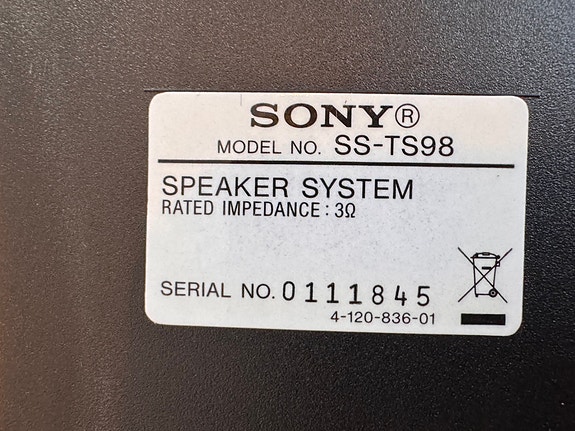 SONY®
MODEL NO. SS-TS98
SPEAKER SYSTEM
RATED IMPEDANCE : 3Ω
SERIAL NO. 0111845
4-120-836-01